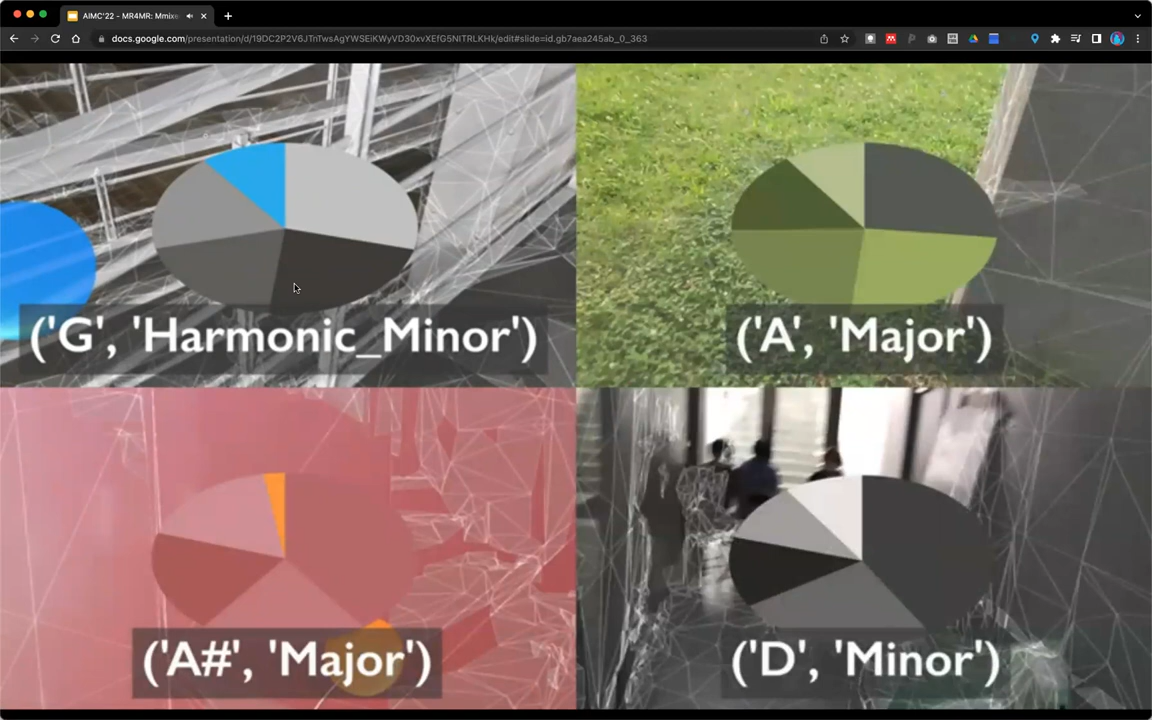 AIMC'22 - MR4MR: Mmixe
docs.google.com/presentation/d/19DC2P2V6JTnTwsAgYWSEiKWyVD30xvXEfG5NITRLKHk/edit#slide=id.gb7aea245ab_0_363
('G', 'Harmonic_Minor')
('A', 'Major')
('A#', 'Major')
('D', 'Minor')